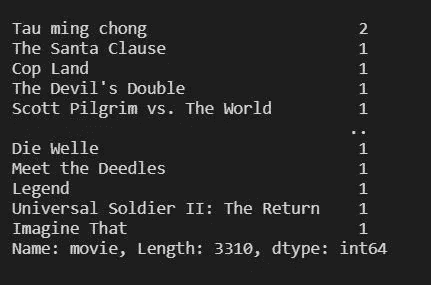 Tau ming chong 2
The Santa Clause 1
Cop Land 1
The Devil's Double 1
Scott Pilgrim vs. The World 1
..
Die Welle 1
Meet the Deedles 1
Legend 1
Universal Soldier II: The Return 1
Imagine That 1
Name: movie, Length: 3310, dtype: int64